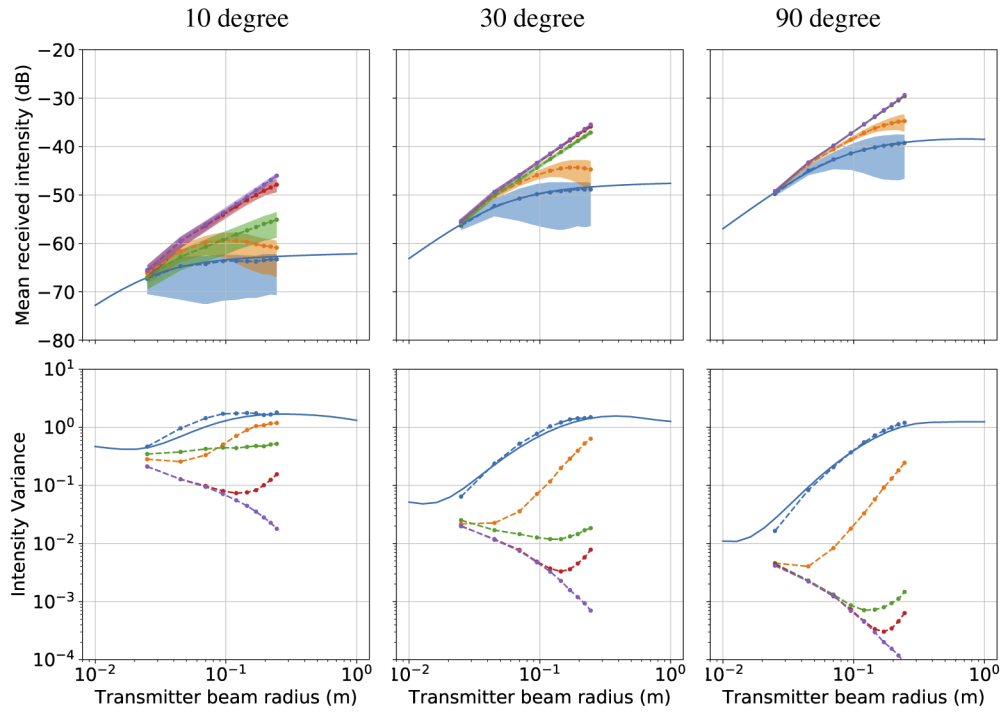 10 degree 30 degree 90 degree
Mean received intensity (dB)
−20
−30
−40
−50
−60
−70
−80
Intensity Variance
10^1
10^0
10^−1
10^−2
10^−3
10^−4
10^−2 10^−1 10^0 10^−2 10^−1 10^0 10^−2 10^−1 10^0
Transmitter beam radius (m) Transmitter beam radius (m) Transmitter beam radius (m)